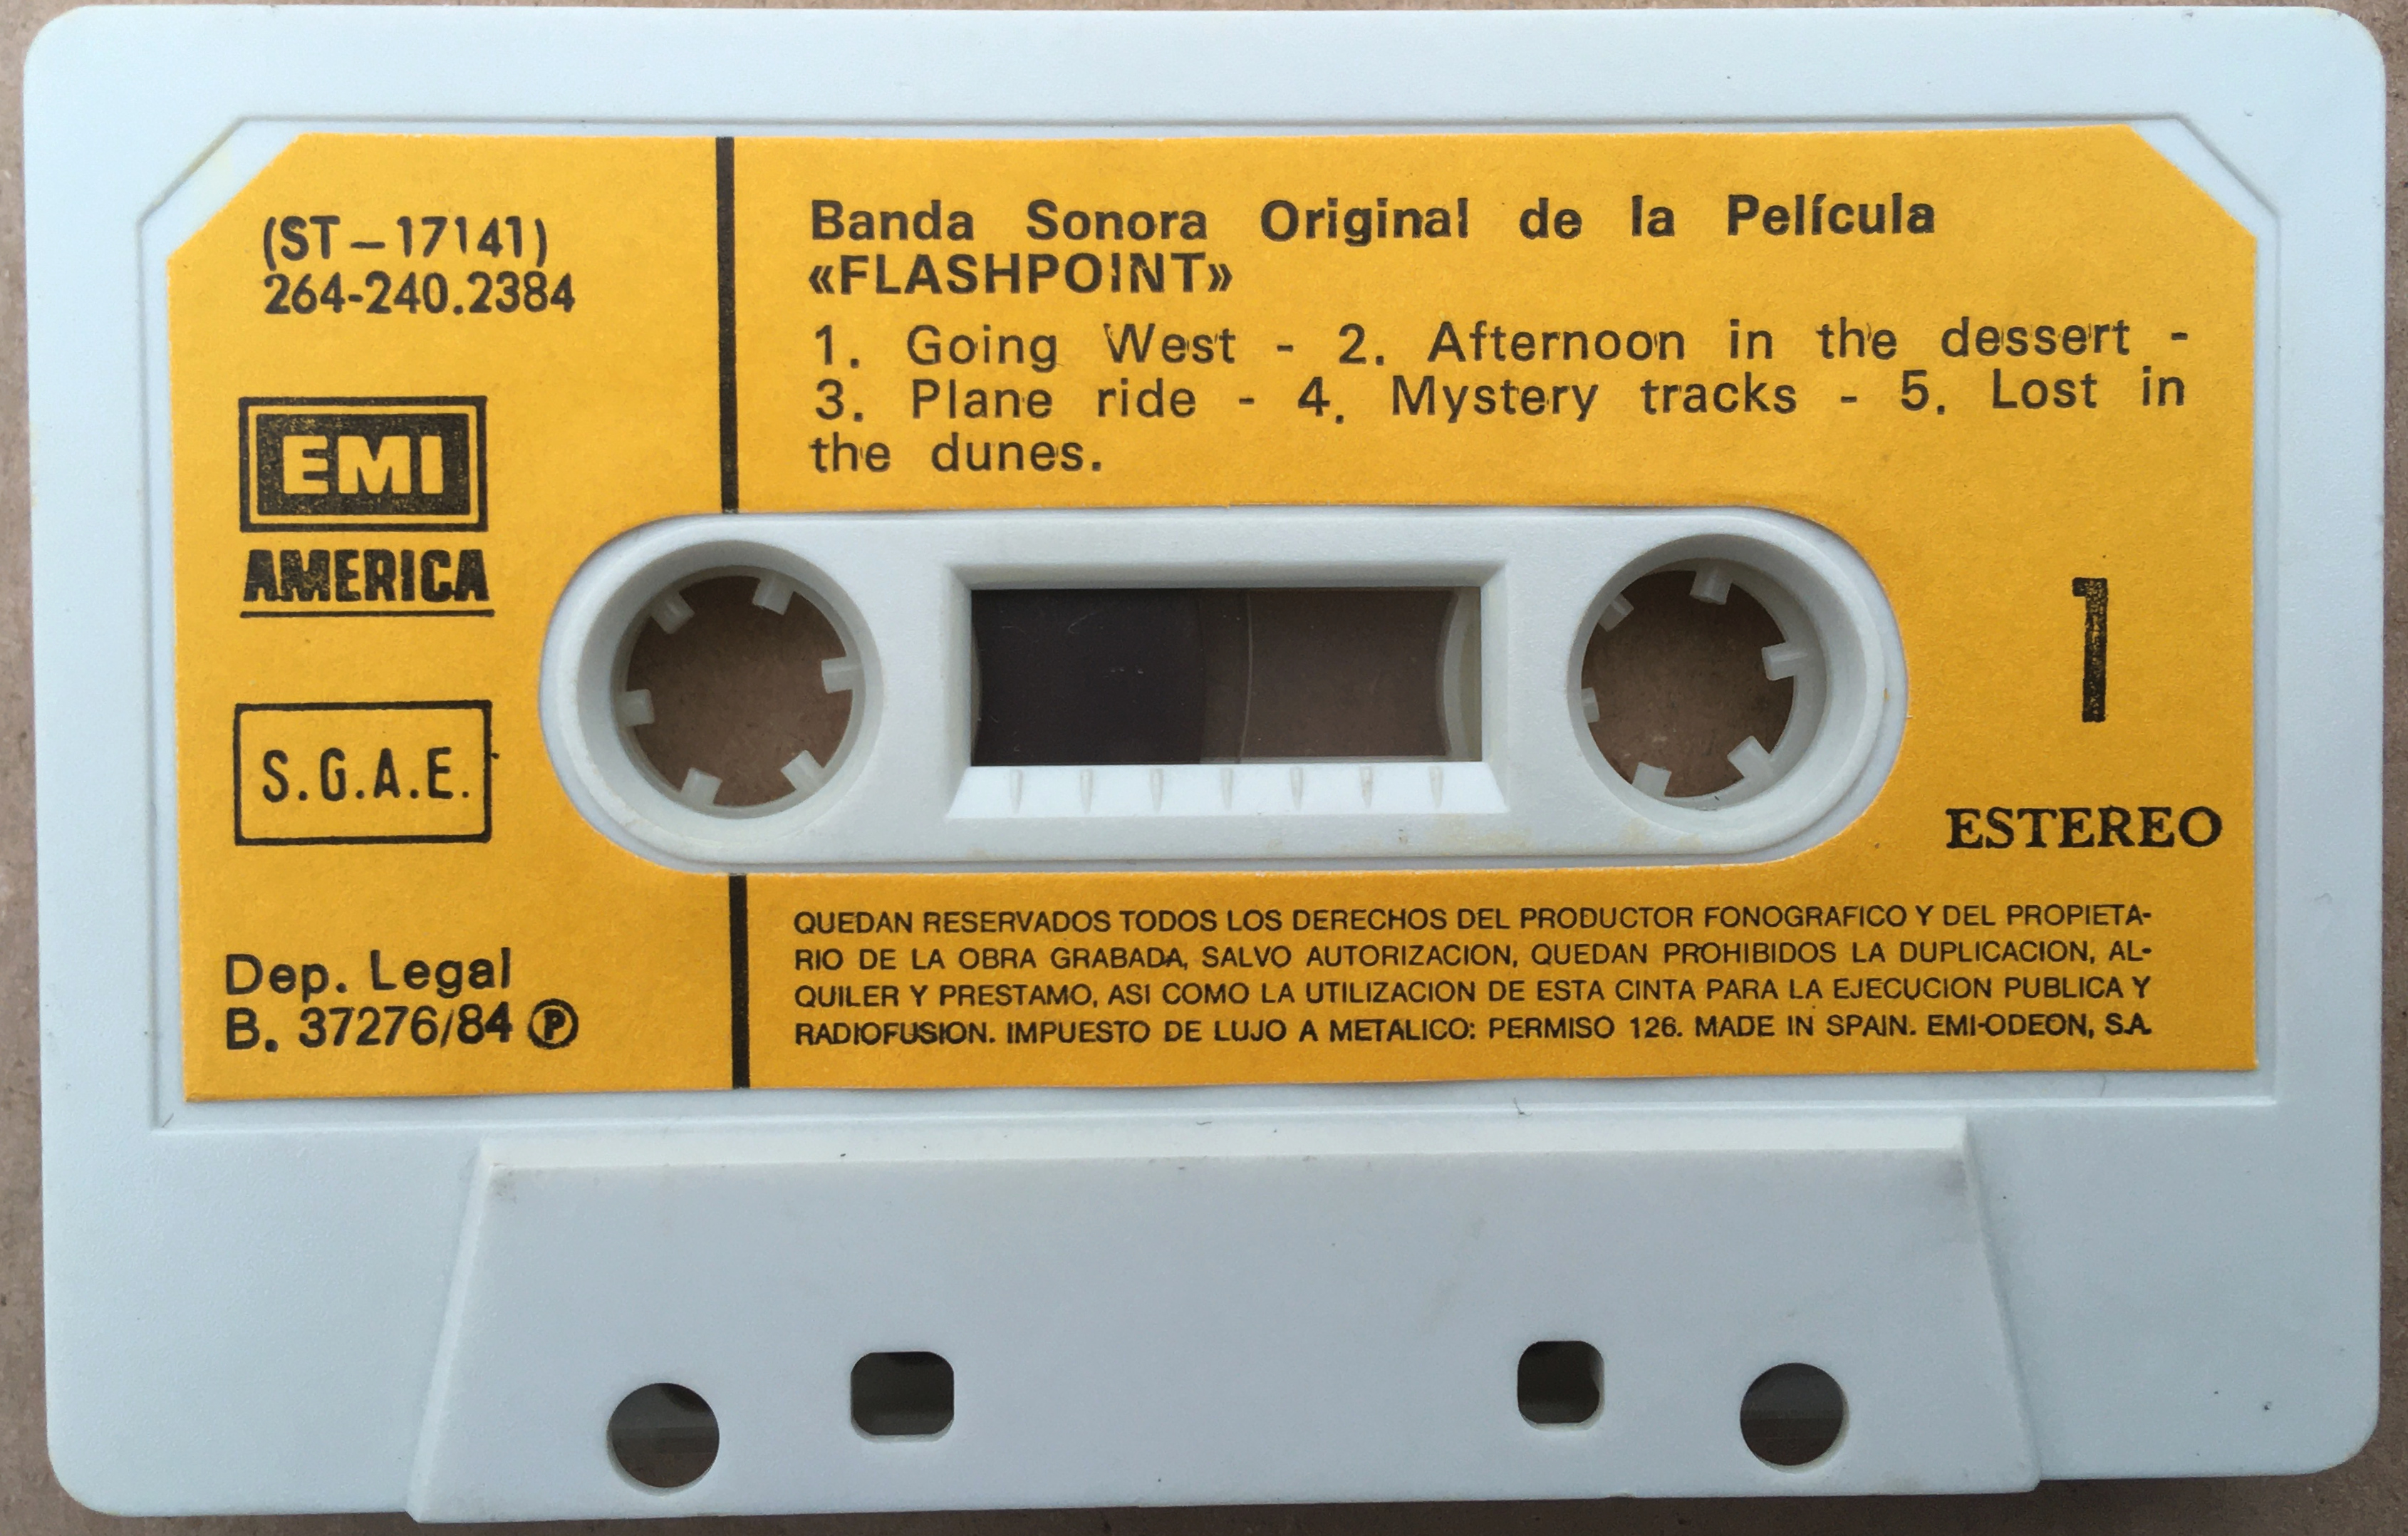 (ST-17141)
264-240.2384
EMI
AMERICA
S.G.A.E.
Dep. Legal
B. 37276/84 Ⓟ
Banda Sonora Original de la Película
«FLASHPOINT»
1. Going West - 2. Afternoon in the dessert -
3. Plane ride - 4. Mystery tracks - 5. Lost in
the dunes.
1
ESTEREO
QUEDAN RESERVADOS TODOS LOS DERECHOS DEL PRODUCTOR FONOGRAFICO Y DEL PROPIETA-
RIO DE LA OBRA GRABADA, SALVO AUTORIZACION, QUEDAN PROHIBIDOS LA DUPLICACION, AL-
QUILER Y PRESTAMO, ASI COMO LA UTILIZACION DE ESTA CINTA PARA LA EJECUCION PUBLICA Y
RADIOFUSION. IMPUESTO DE LUJO A METALICO: PERMISO 126. MADE IN SPAIN. EMI-ODEON, S.A.